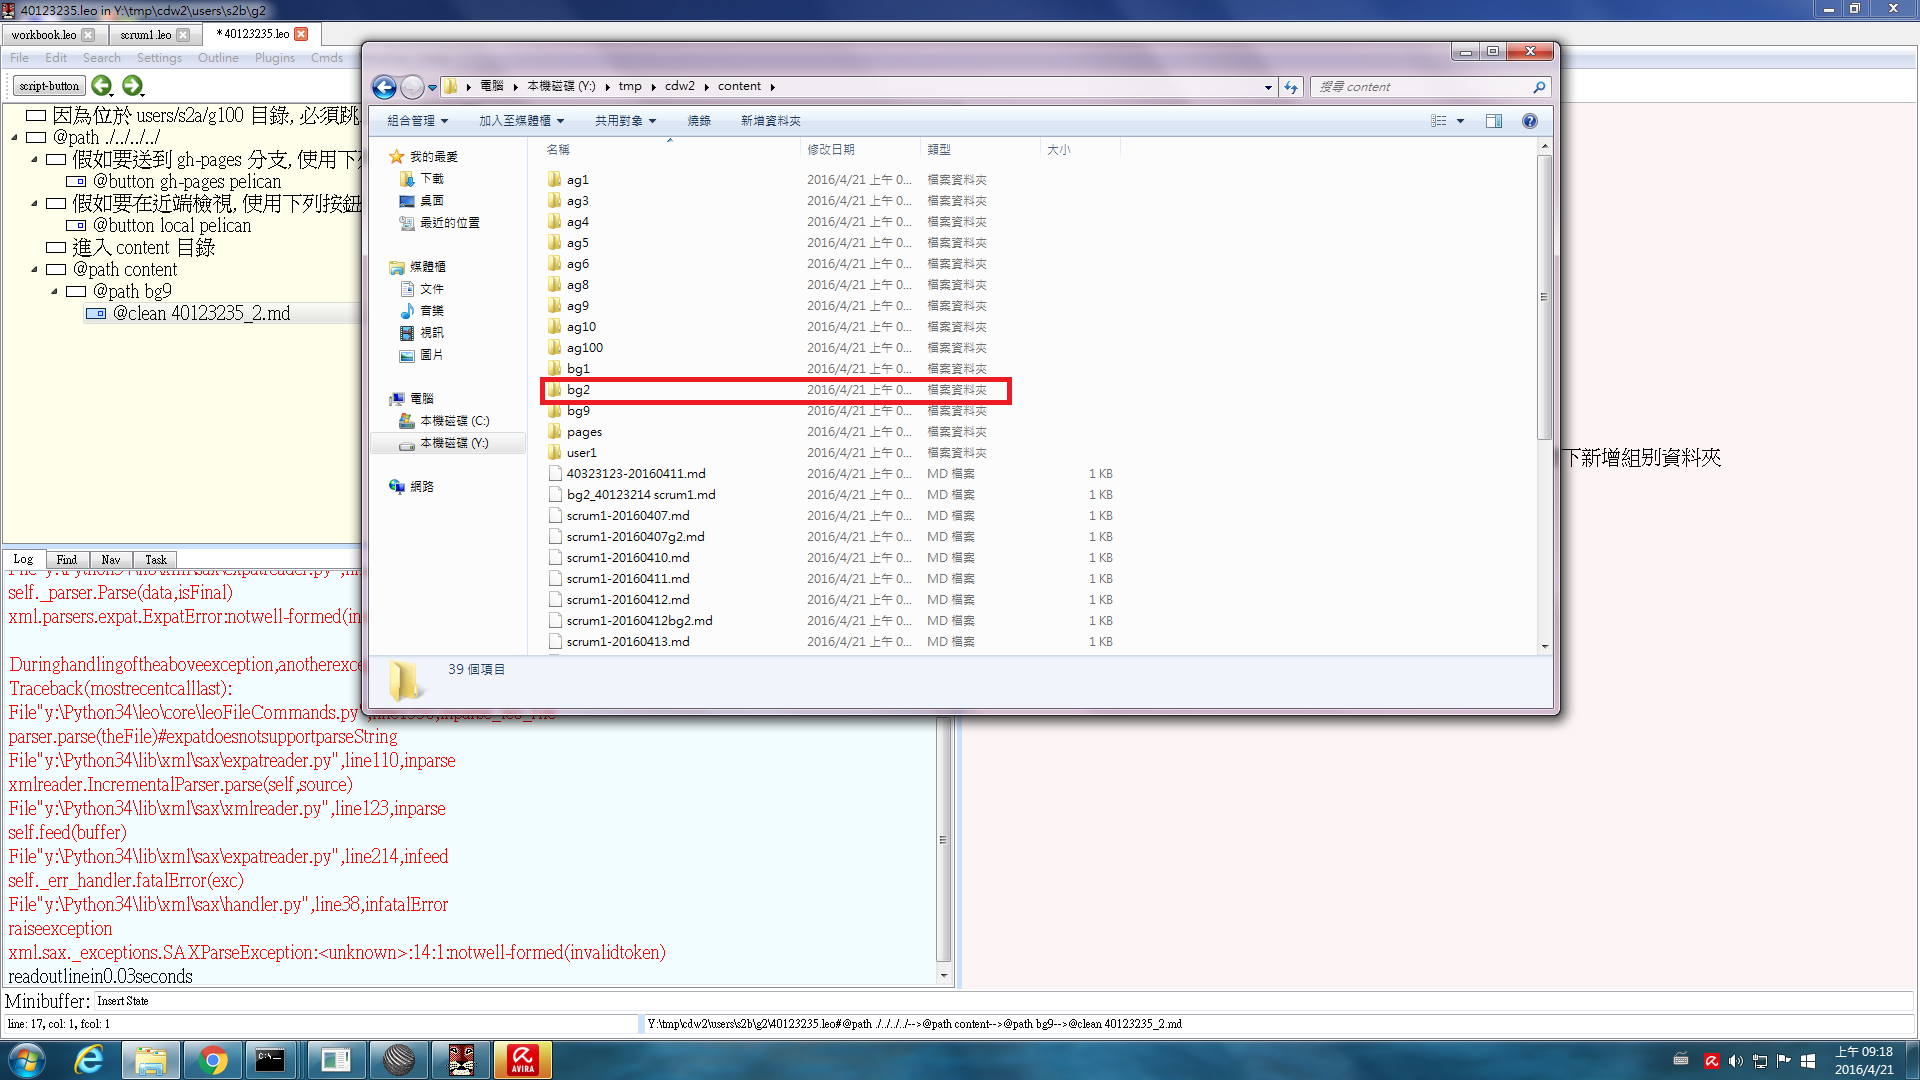 40123235.leo in Y:\tmp\cdw2\users\s2b\g2
workbook.leo
scrum1.leo
* 40123235.leo
File Edit Search Settings Outline Plugins Cmds
script-button
因為位於 users/s2a/g100 目錄, 必須跳
@path ./../../../
假如要送到 gh-pages 分支, 使用下
@button gh-pages pelican
假如要在近端檢視, 使用下列按鈕
@button local pelican
進入 content 目錄
@path content
@path bg9
@clean 40123235_2.md
電腦 本機磁碟 (Y:) tmp cdw2 content
搜尋 content
組合管理 加入至媒體櫃 共用對象 燒錄 新增資料夾
我的最愛
下載
桌面
最近的位置
媒體櫃
文件
音樂
視訊
圖片
電腦
本機磁碟 (C:)
本機磁碟 (Y:)
網路
名稱 修改日期 類型 大小
ag1 2016/4/21 上午 0... 檔案資料夾
ag3 2016/4/21 上午 0... 檔案資料夾
ag4 2016/4/21 上午 0... 檔案資料夾
ag5 2016/4/21 上午 0... 檔案資料夾
ag6 2016/4/21 上午 0... 檔案資料夾
ag8 2016/4/21 上午 0... 檔案資料夾
ag9 2016/4/21 上午 0... 檔案資料夾
ag10 2016/4/21 上午 0... 檔案資料夾
ag100 2016/4/21 上午 0... 檔案資料夾
bg1 2016/4/21 上午 0... 檔案資料夾
bg2 2016/4/21 上午 0... 檔案資料夾
bg9 2016/4/21 上午 0... 檔案資料夾
pages 2016/4/21 上午 0... 檔案資料夾
user1 2016/4/21 上午 0... 檔案資料夾
40323123-20160411.md 2016/4/21 上午 0... MD 檔案 1 KB
bg2_40123214 scrum1.md 2016/4/21 上午 0... MD 檔案 1 KB
scrum1-20160407.md 2016/4/21 上午 0... MD 檔案 1 KB
scrum1-20160407g2.md 2016/4/21 上午 0... MD 檔案 1 KB
scrum1-20160410.md 2016/4/21 上午 0... MD 檔案 1 KB
scrum1-20160411.md 2016/4/21 上午 0... MD 檔案 1 KB
scrum1-20160412.md 2016/4/21 上午 0... MD 檔案 1 KB
scrum1-20160412bg2.md 2016/4/21 上午 0... MD 檔案 1 KB
scrum1-20160413.md 2016/4/21 上午 0... MD 檔案 1 KB
39 個項目
下新增組別資料夾
Log Find Nav Task
self._parser.Parse(data,isFinal)
xml.parsers.expat.ExpatError:notwell-formed(in
Duringhandlingoftheaboveexception,anotherexce
Traceback(mostrecentcalllast):
File"y:\Python34\leo\core\leoFileCommands.py",
parser.parse(theFile)#expatdoesnotsupportparseString
File"y:\Python34\lib\xml\sax\expatreader.py",line110,inparse
xmlreader.IncrementalParser.parse(self,source)
File"y:\Python34\lib\xml\sax\xmlreader.py",line123,inparse
self.feed(buffer)
File"y:\Python34\lib\xml\sax\expatreader.py",line214,infeed
self._err_handler.fatalError(exc)
File"y:\Python34\lib\xml\sax\handler.py",line38,infatalError
raiseexception
xml.sax._exceptions.SAXParseException:<unknown>:14:1:notwell-formed(invalidtoken)
readoutlinein0.03seconds
Minibuffer: Insert State
line: 17, col: 1, fcol: 1
Y:\tmp\cdw2\users\s2b\g2\40123235.leo#@path ./../../../-->@path content-->@path bg9-->@clean 40123235_2.md
C:\_
AVIRA
上午 09:18
2016/4/21